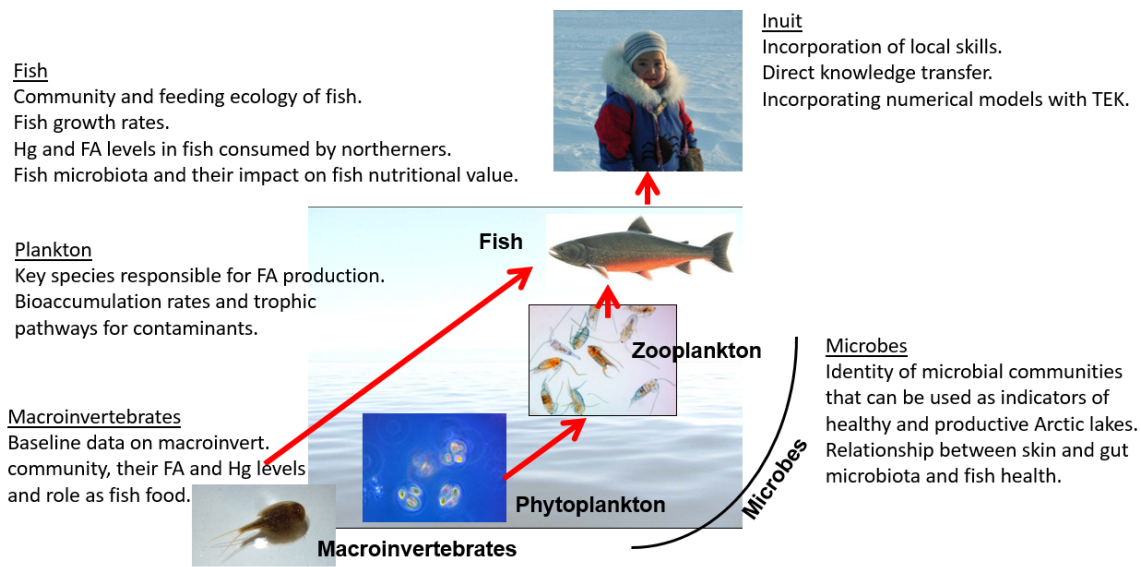 Inuit
Incorporation of local skills.
Direct knowledge transfer.
Incorporating numerical models with TEK.
Fish
Community and feeding ecology of fish.
Fish growth rates.
Hg and FA levels in fish consumed by northerners.
Fish microbiota and their impact on fish nutritional value.
Fish
Plankton
Key species responsible for FA production.
Bioaccumulation rates and trophic
pathways for contaminants.
Zooplankton
Microbes
Identity of microbial communities
that can be used as indicators of
healthy and productive Arctic lakes.
Relationship between skin and gut
microbiota and fish health.
Macroinvertebrates
Baseline data on macroinvert.
community, their FA and Hg levels
and role as fish food.
Microbes
Phytoplankton
Macroinvertebrates